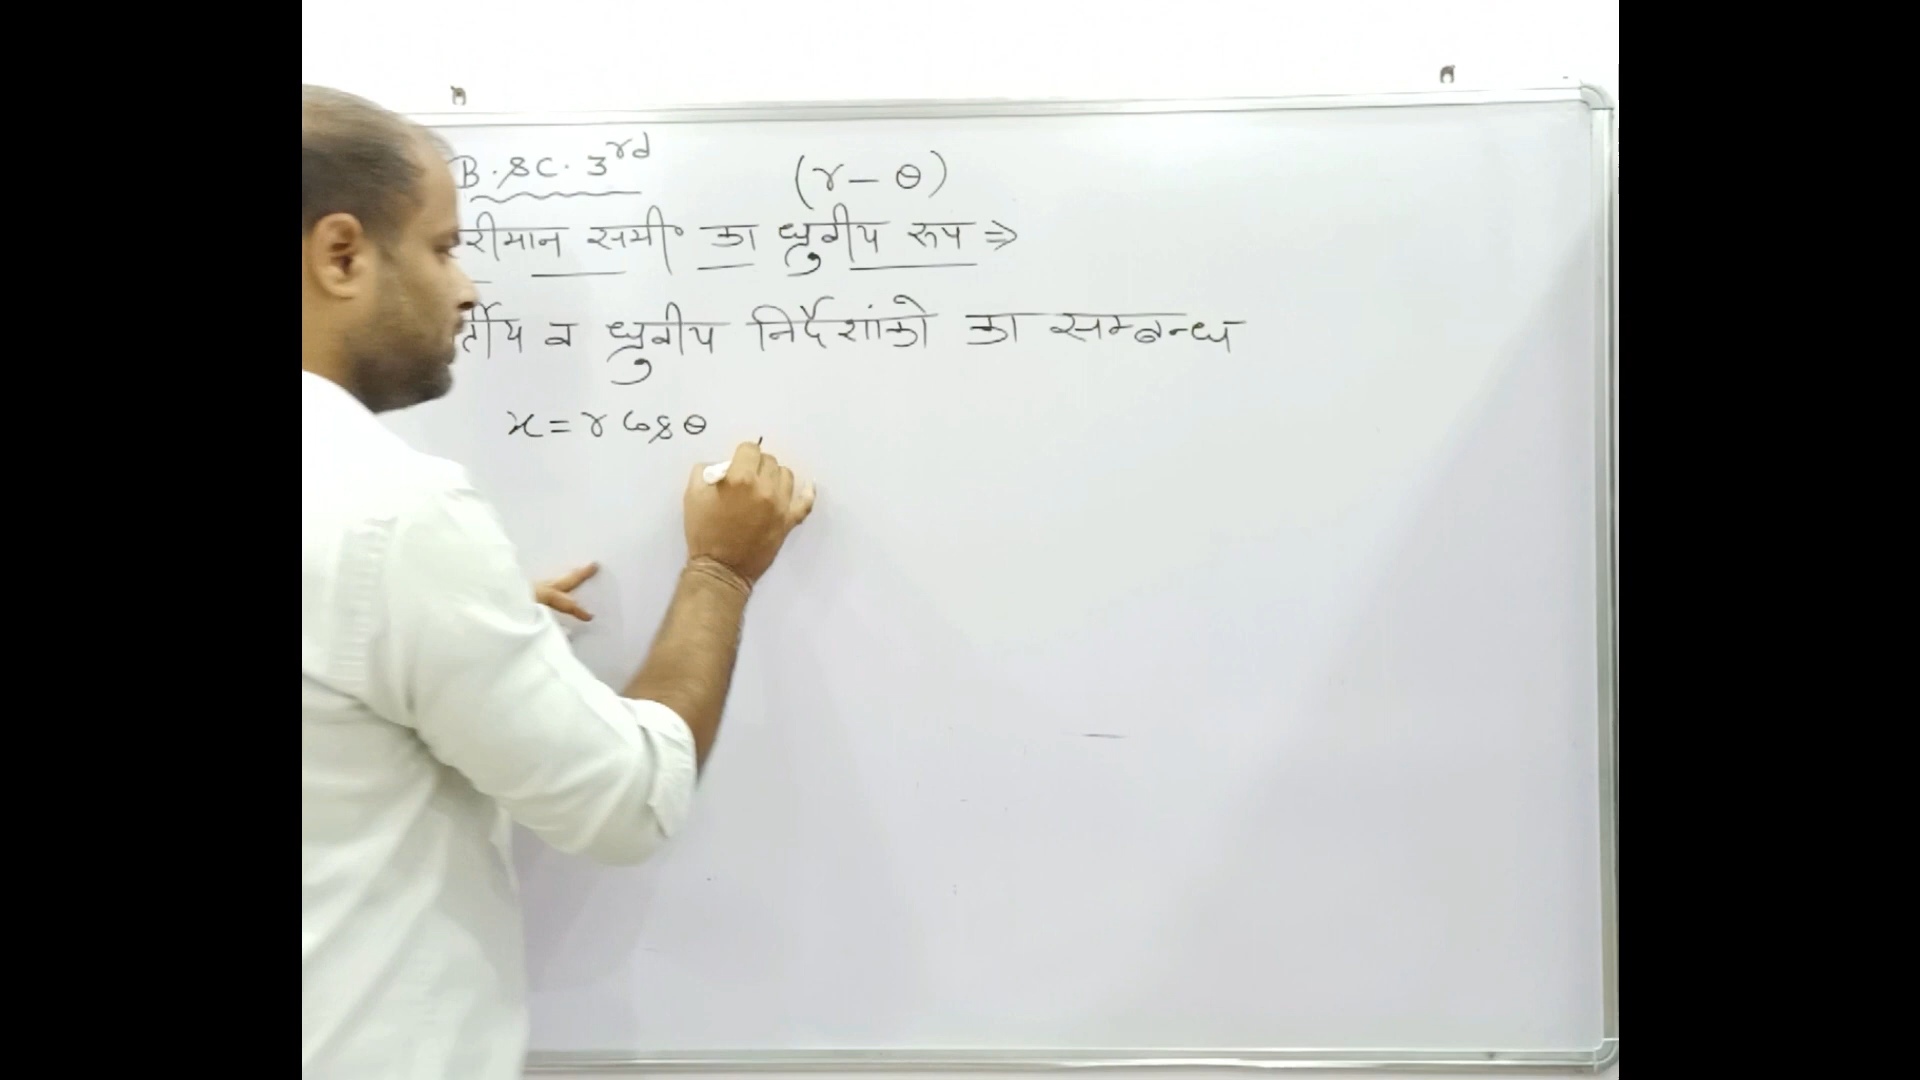 B.Sc. 3rd (r-θ)
रीमान समी० का ध्रुवीय रूप ⇒
र्तीय व ध्रुवीय निर्देशांको का सम्बन्ध
x = r cos θ